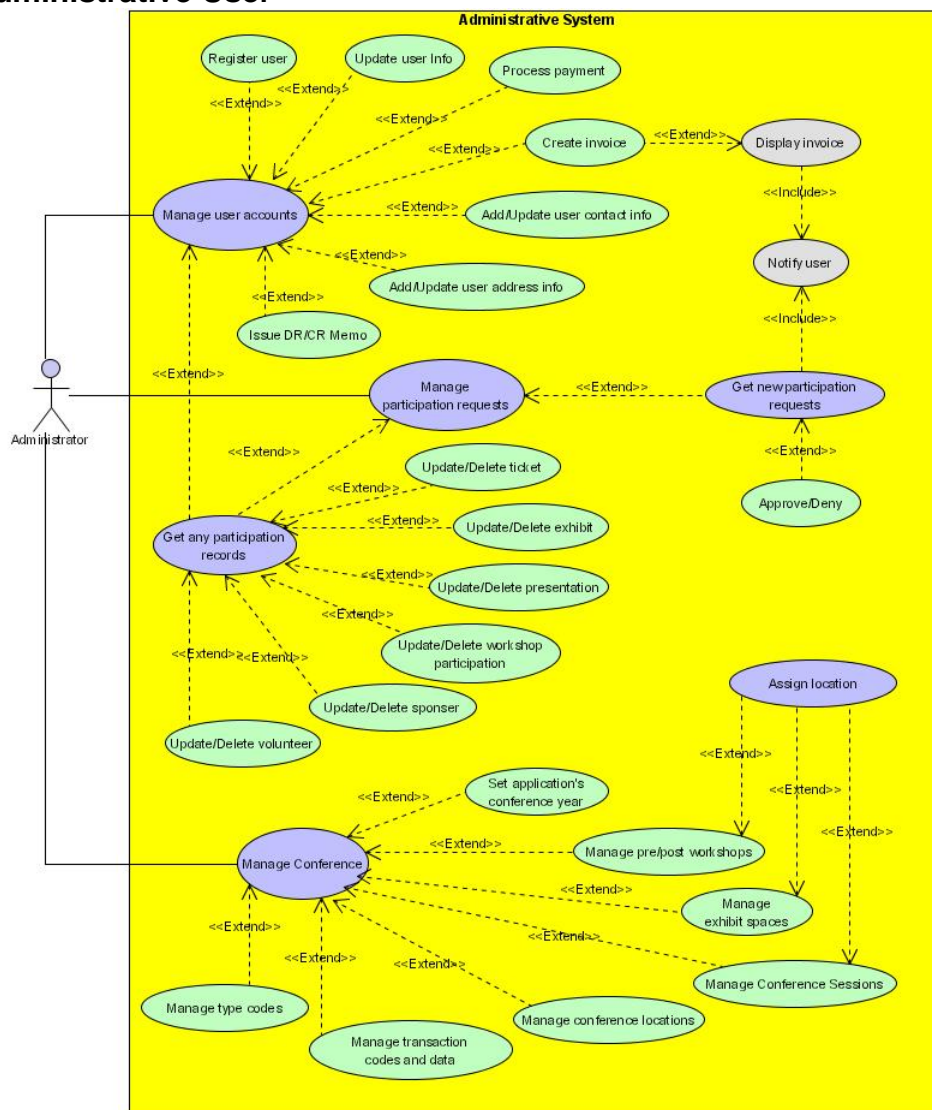 Administrative User
Administrative System
Register user
Update user Info
Process payment
<<Extend>>
<<Extend>>
<<Extend>>
<<Extend>>
Create invoice
<<Extend>>
Display invoice
<<Include>>
Manage user accounts
<<Extend>>
Add/Update user contact info
Notify user
<<Extend>>
Add/Update user address info
<<Extend>>
Issue DR/CR Memo
<<Include>>
<<Extend>>
Manage
participation requests
<<Extend>>
Get new participation
requests
Administrator
<<Extend>>
<<Extend>>
Approve/Deny
<<Extend>>
Update/Delete ticket
<<Extend>>
Update/Delete exhibit
Get any participation
records
<<Extend>>
Update/Delete presentation
<<Extend>>
Update/Delete workshop
participation
<<Extend>>
<<Extend>>
Update/Delete sponser
Update/Delete volunteer
Assign location
<<Extend>>
<<Extend>>
<<Extend>>
Set application's
conference year
<<Extend>>
Manage Conference
<<Extend>>
Manage pre/post workshops
<<Extend>>
Manage
exhibit spaces
<<Extend>>
Manage Conference Sessions
<<Extend>>
<<Extend>>
<<Extend>>
Manage type codes
Manage transaction
codes and data
Manage conference locations